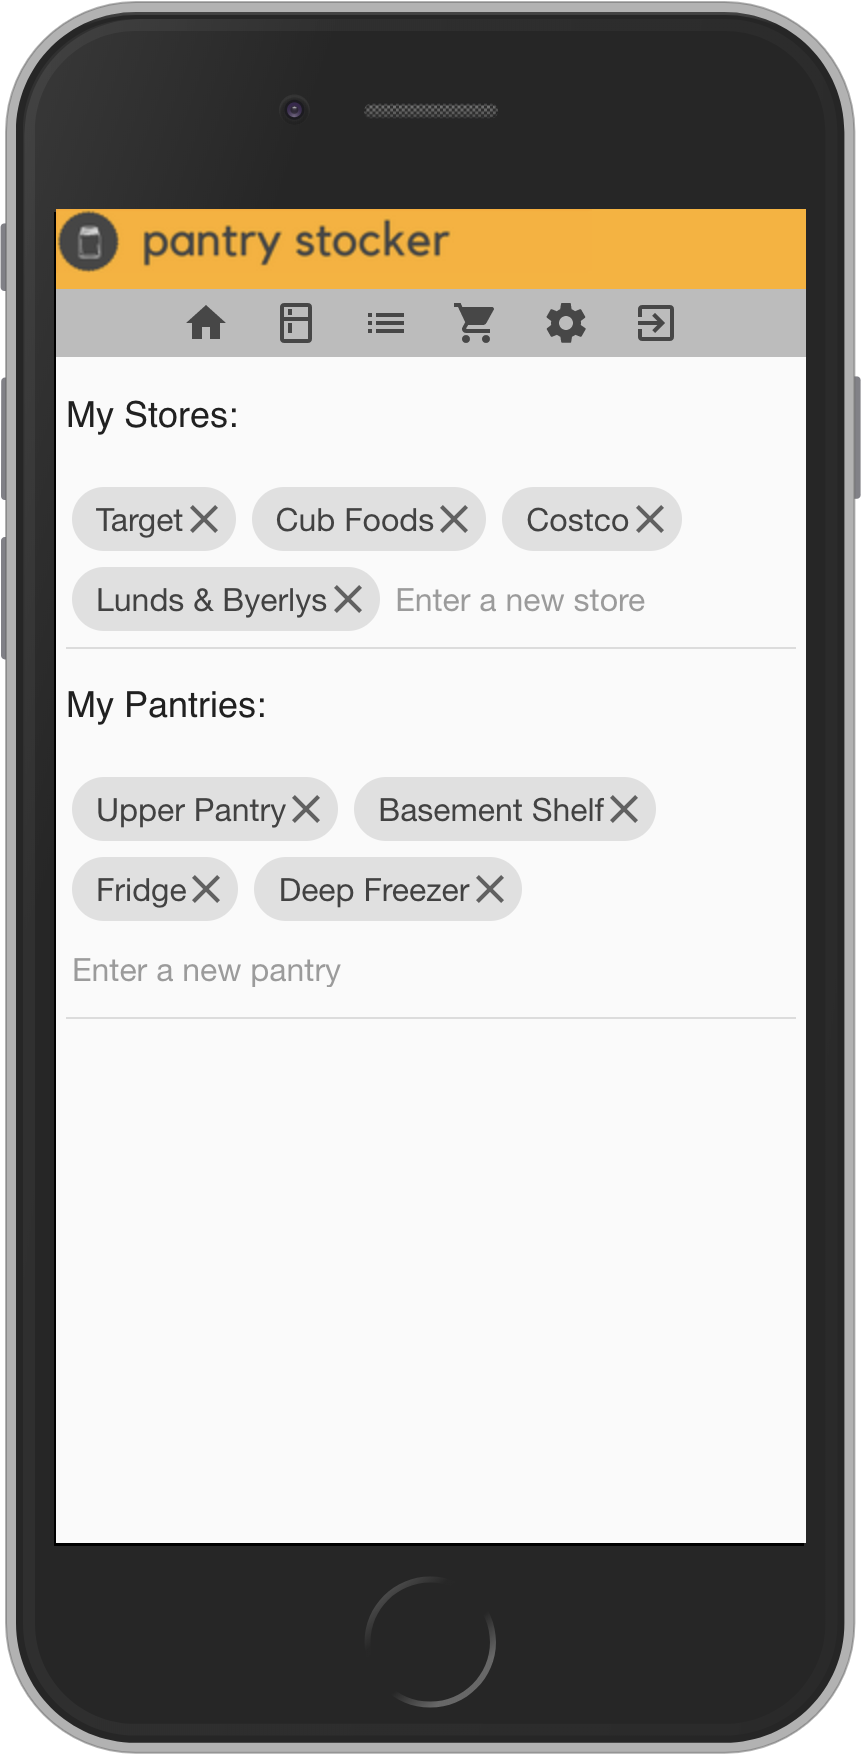 pantry stocker
My Stores:
Target Cub Foods Costco
Lunds & Byerlys Enter a new store
My Pantries:
Upper Pantry Basement Shelf
Fridge Deep Freezer
Enter a new pantry